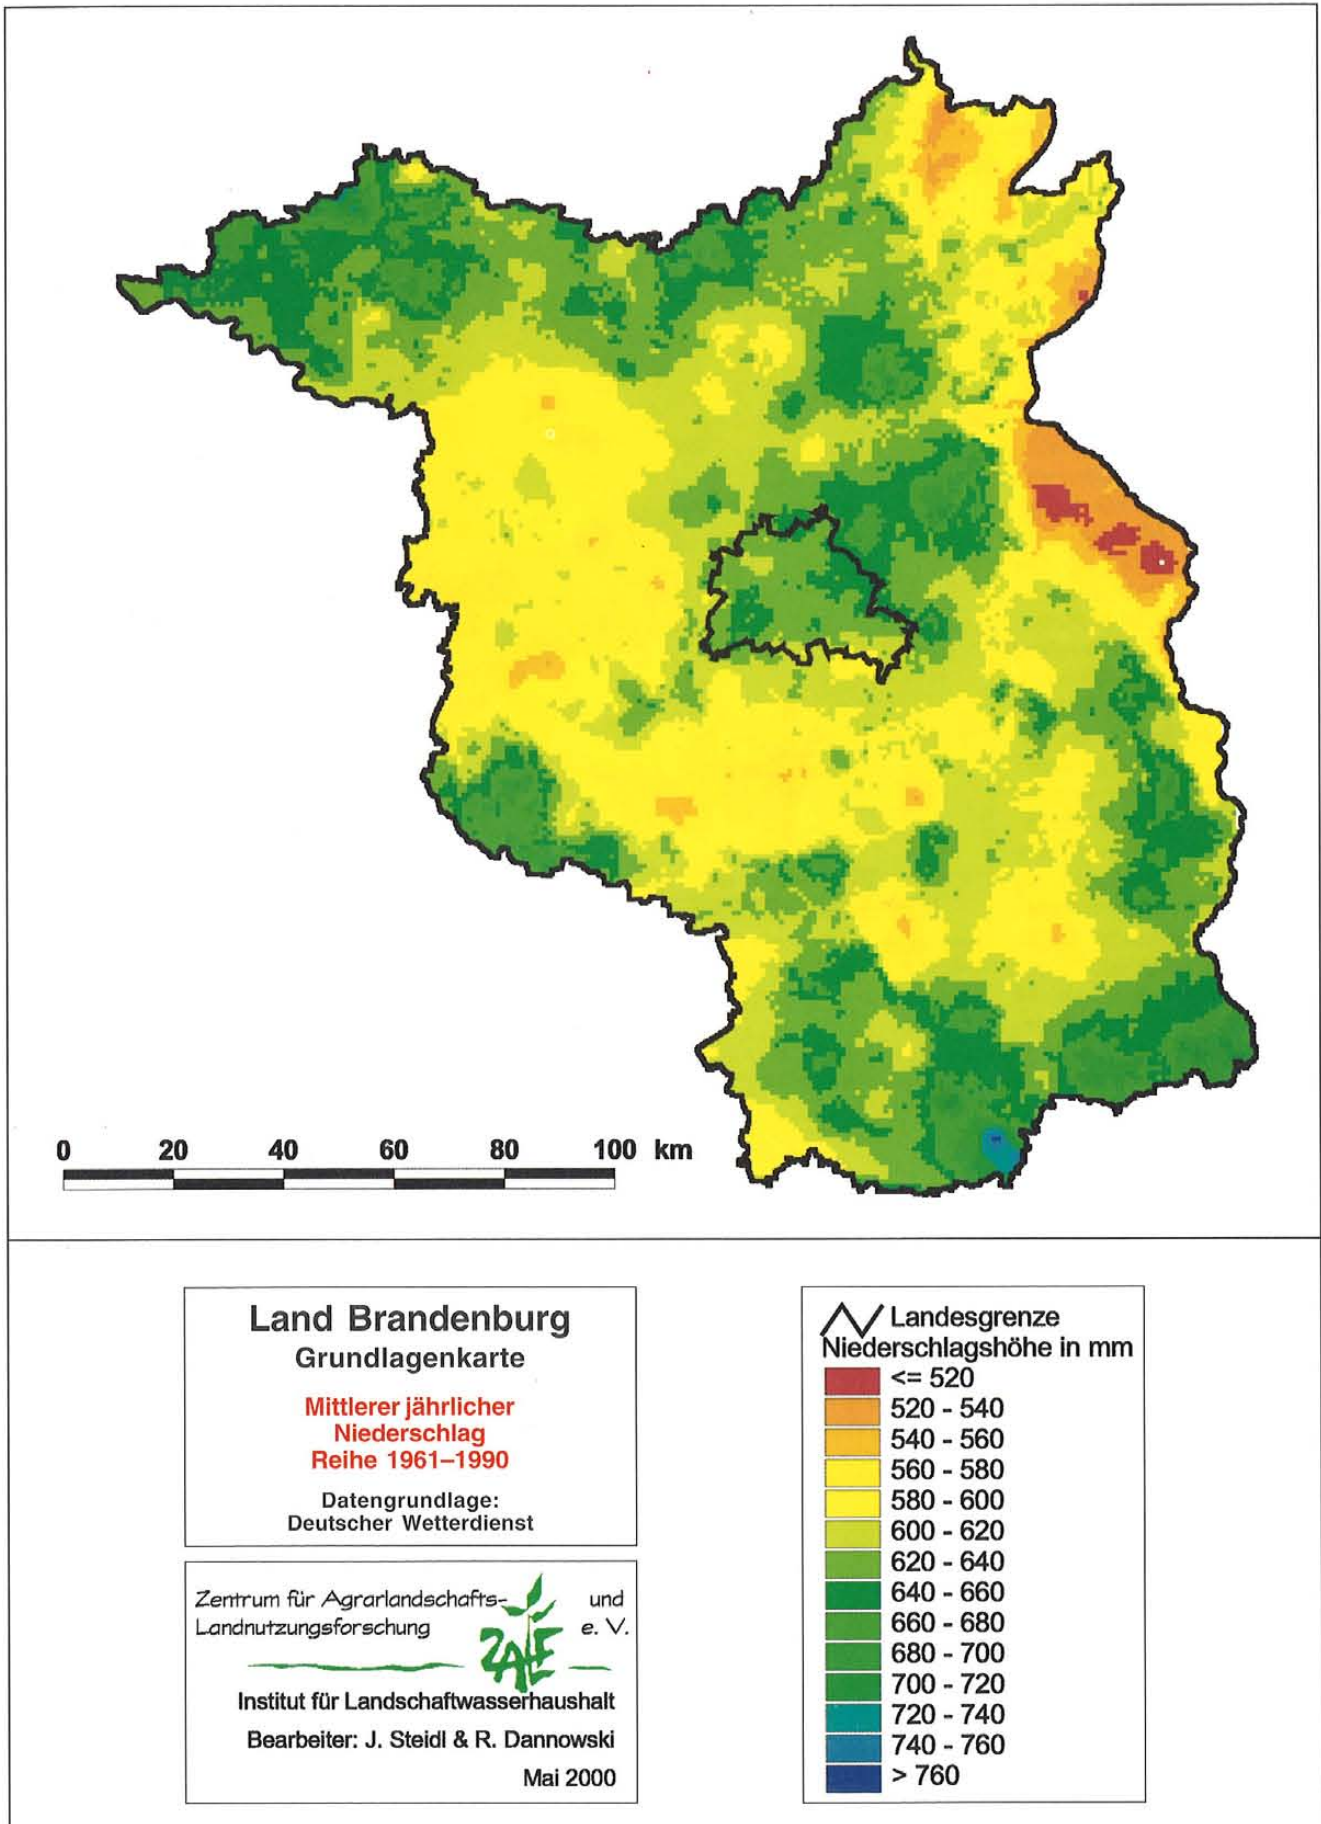 0 20 40 60 80 100 km
Land Brandenburg
Grundlagenkarte
Mittlerer jährlicher
Niederschlag
Reihe 1961–1990
Datengrundlage:
Deutscher Wetterdienst
Zentrum für Agrarlandschafts- und
Landnutzungsforschung e. V.
ZALF
Institut für Landschaftwasserhaushalt
Bearbeiter: J. Steidl & R. Dannowski
Mai 2000
Landesgrenze
Niederschlagshöhe in mm
<= 520
520 - 540
540 - 560
560 - 580
580 - 600
600 - 620
620 - 640
640 - 660
660 - 680
680 - 700
700 - 720
720 - 740
740 - 760
> 760